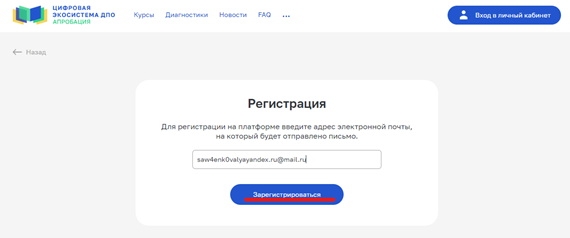 ЦИФРОВАЯ
ЭКОСИСТЕМА ДПО
АПРОБАЦИЯ
Курсы Диагностики Новости FAQ ...
Вход в личный кабинет
Назад
Регистрация
Для регистрации на платформе введите адрес электронной почты,
на который будет отправлено письмо.
saw4enk0valyayandex.ru@mail.ru
Зарегистрироваться